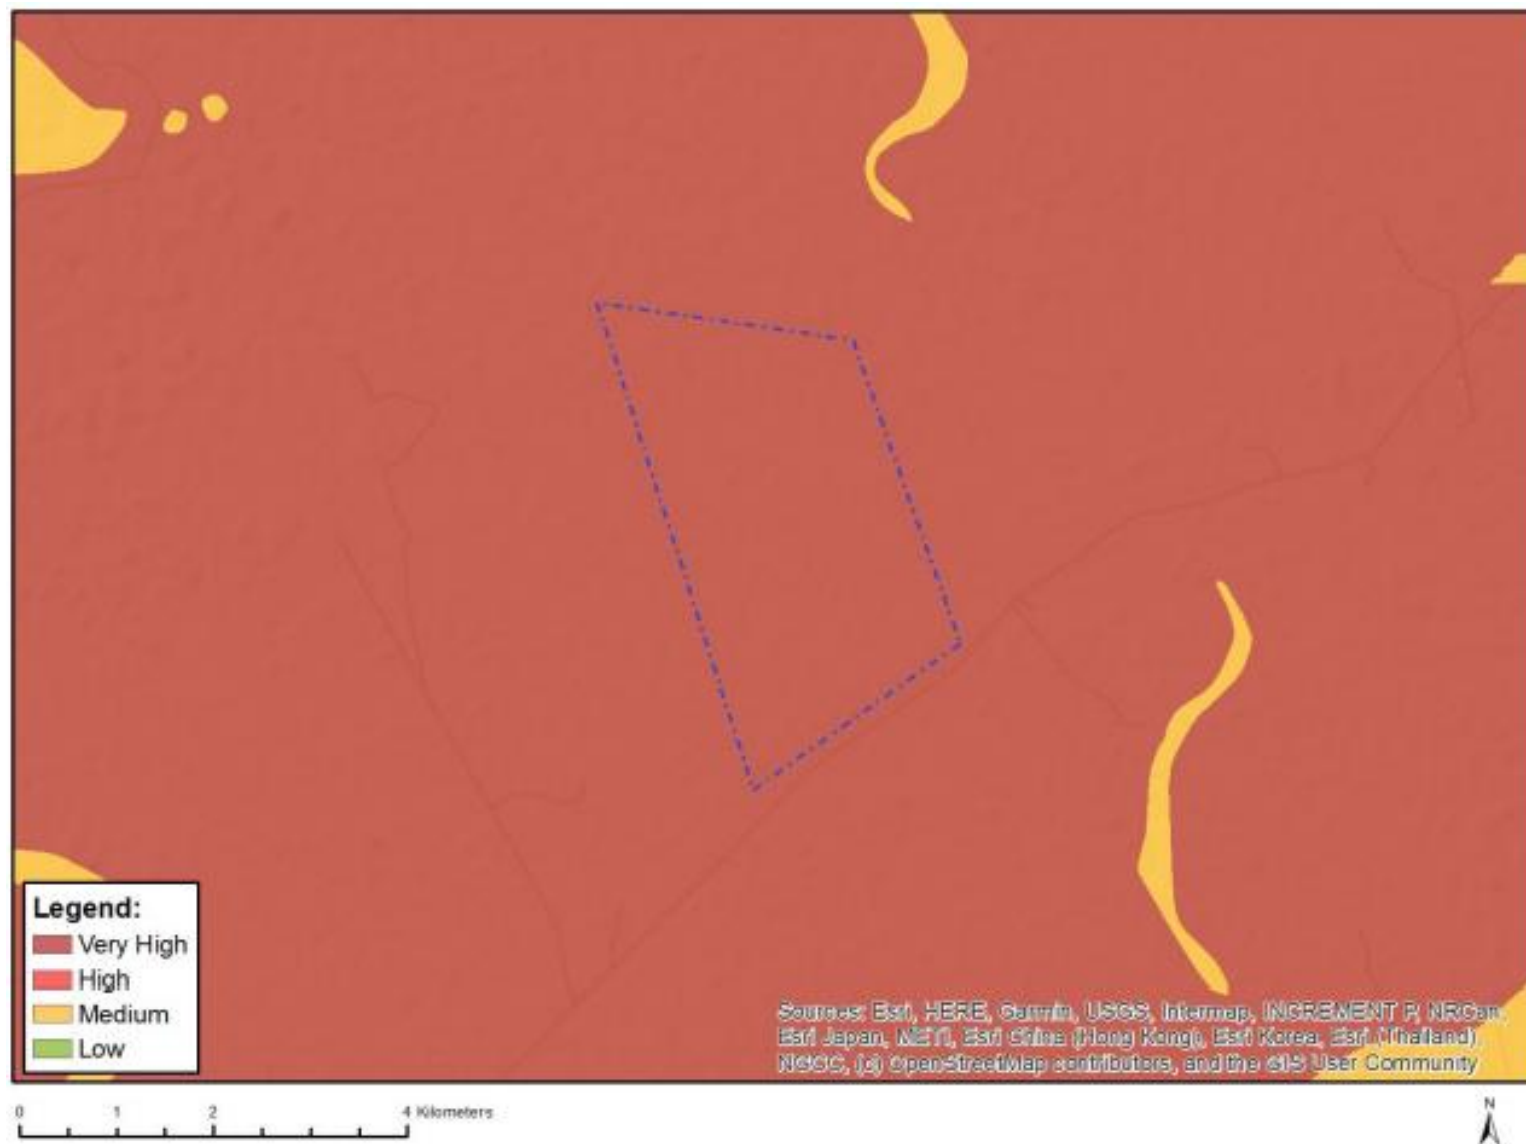 Legend:
Very High
High
Medium
Low
Sources: Esri, HERE, Garmin, USGS, Intermap, INCREMENT P, NRCan,
Esri Japan, METI, Esri China (Hong Kong), Esri Korea, Esri (Thailand),
NGCC, (c) OpenStreetMap contributors, and the GIS User Community
0 1 2 4 Kilometers
N